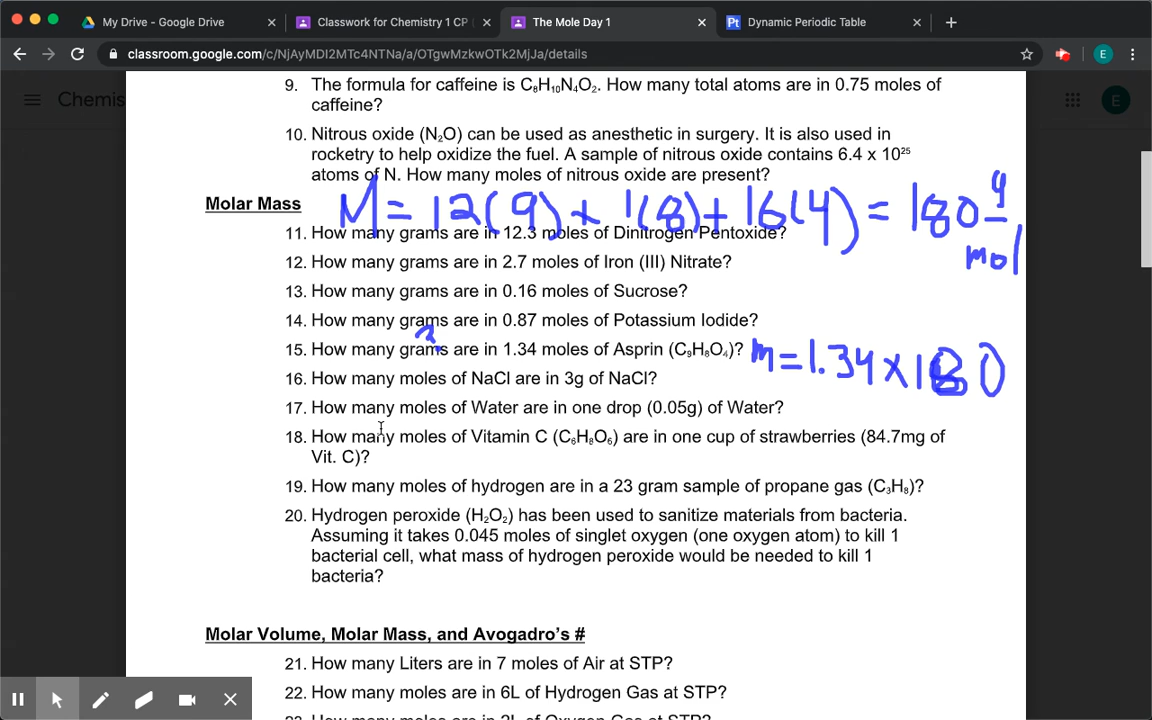 My Drive - Google Drive
Classwork for Chemistry 1 CP
The Mole Day 1
Dynamic Periodic Table
classroom.google.com/c/NjAyMDI2MTc4NTNa/a/OTgwMzkwOTk2MjJa/details
E
Chemis
E
9. The formula for caffeine is C₈H₁₀N₄O₂. How many total atoms are in 0.75 moles of
caffeine?
10. Nitrous oxide (N₂O) can be used as anesthetic in surgery. It is also used in
rocketry to help oxidize the fuel. A sample of nitrous oxide contains 6.4 x 10²⁵
atoms of N. How many moles of nitrous oxide are present?
Molar Mass
M = 12(9) + 1(8) + 16(4) = 180 g/mol
11. How many grams are in 12.3 moles of Dinitrogen Pentoxide?
12. How many grams are in 2.7 moles of Iron (III) Nitrate?
13. How many grams are in 0.16 moles of Sucrose?
14. How many grams are in 0.87 moles of Potassium Iodide?
?
15. How many grams are in 1.34 moles of Asprin (C₉H₈O₄)?
m = 1.34 x 180
16. How many moles of NaCl are in 3g of NaCl?
17. How many moles of Water are in one drop (0.05g) of Water?
18. How many moles of Vitamin C (C₆H₈O₆) are in one cup of strawberries (84.7mg of
Vit. C)?
19. How many moles of hydrogen are in a 23 gram sample of propane gas (C₃H₈)?
20. Hydrogen peroxide (H₂O₂) has been used to sanitize materials from bacteria.
Assuming it takes 0.045 moles of singlet oxygen (one oxygen atom) to kill 1
bacterial cell, what mass of hydrogen peroxide would be needed to kill 1
bacteria?
Molar Volume, Molar Mass, and Avogadro's #
21. How many Liters are in 7 moles of Air at STP?
22. How many moles are in 6L of Hydrogen Gas at STP?